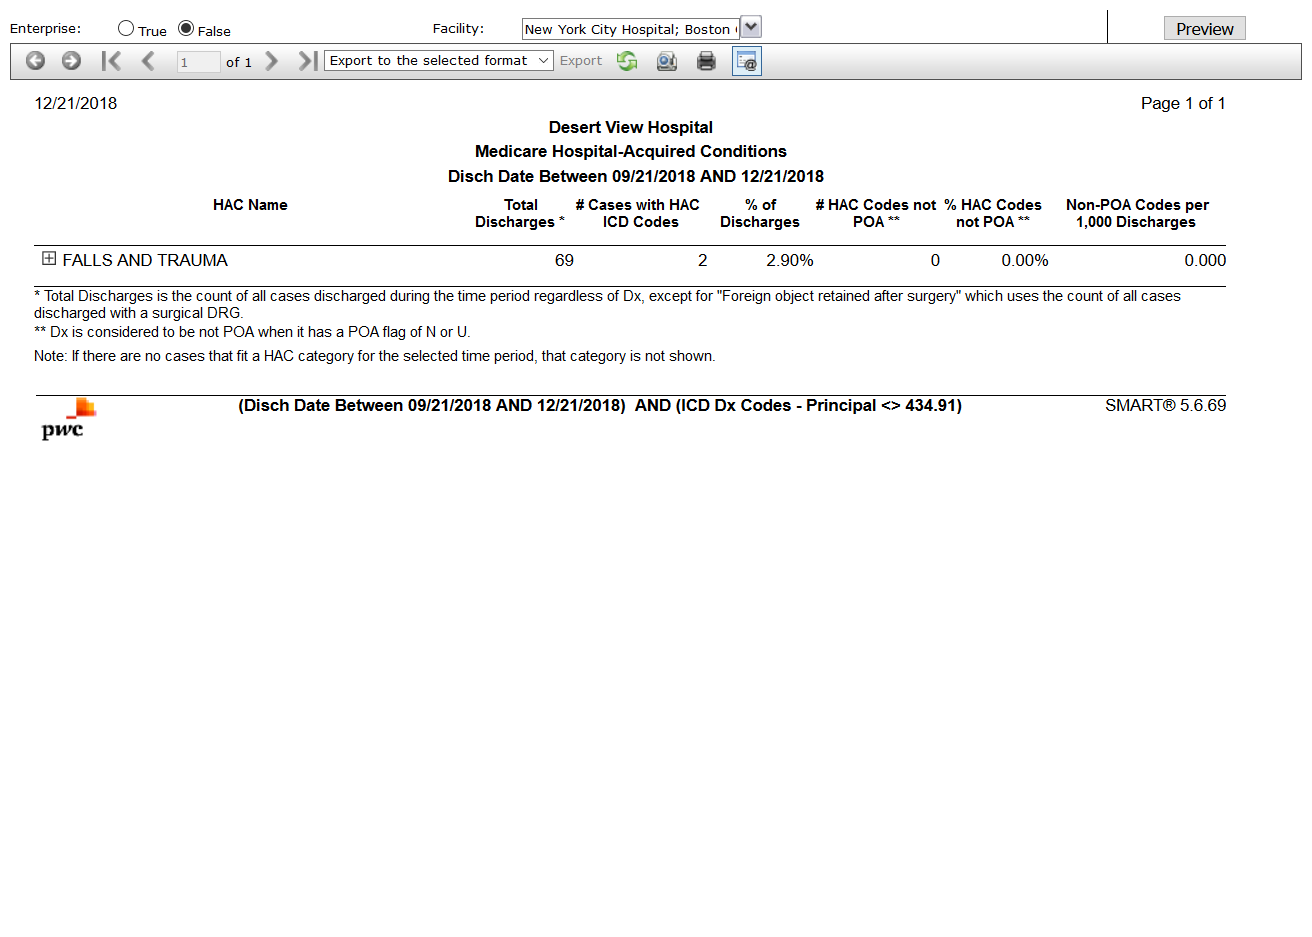 Enterprise: True False Facility: New York City Hospital; Boston Preview
1 of 1 Export to the selected format Export
12/21/2018 Page 1 of 1
Desert View Hospital
Medicare Hospital-Acquired Conditions
Disch Date Between 09/21/2018 AND 12/21/2018
HAC Name Total # Cases with HAC % of # HAC Codes not % HAC Codes Non-POA Codes per
Discharges * ICD Codes Discharges POA ** not POA ** 1,000 Discharges
FALLS AND TRAUMA 69 2 2.90% 0 0.00% 0.000
* Total Discharges is the count of all cases discharged during the time period regardless of Dx, except for "Foreign object retained after surgery" which uses the count of all cases
discharged with a surgical DRG.
** Dx is considered to be not POA when it has a POA flag of N or U.
Note: If there are no cases that fit a HAC category for the selected time period, that category is not shown.
(Disch Date Between 09/21/2018 AND 12/21/2018) AND (ICD Dx Codes - Principal <> 434.91) SMART® 5.6.69
pwc